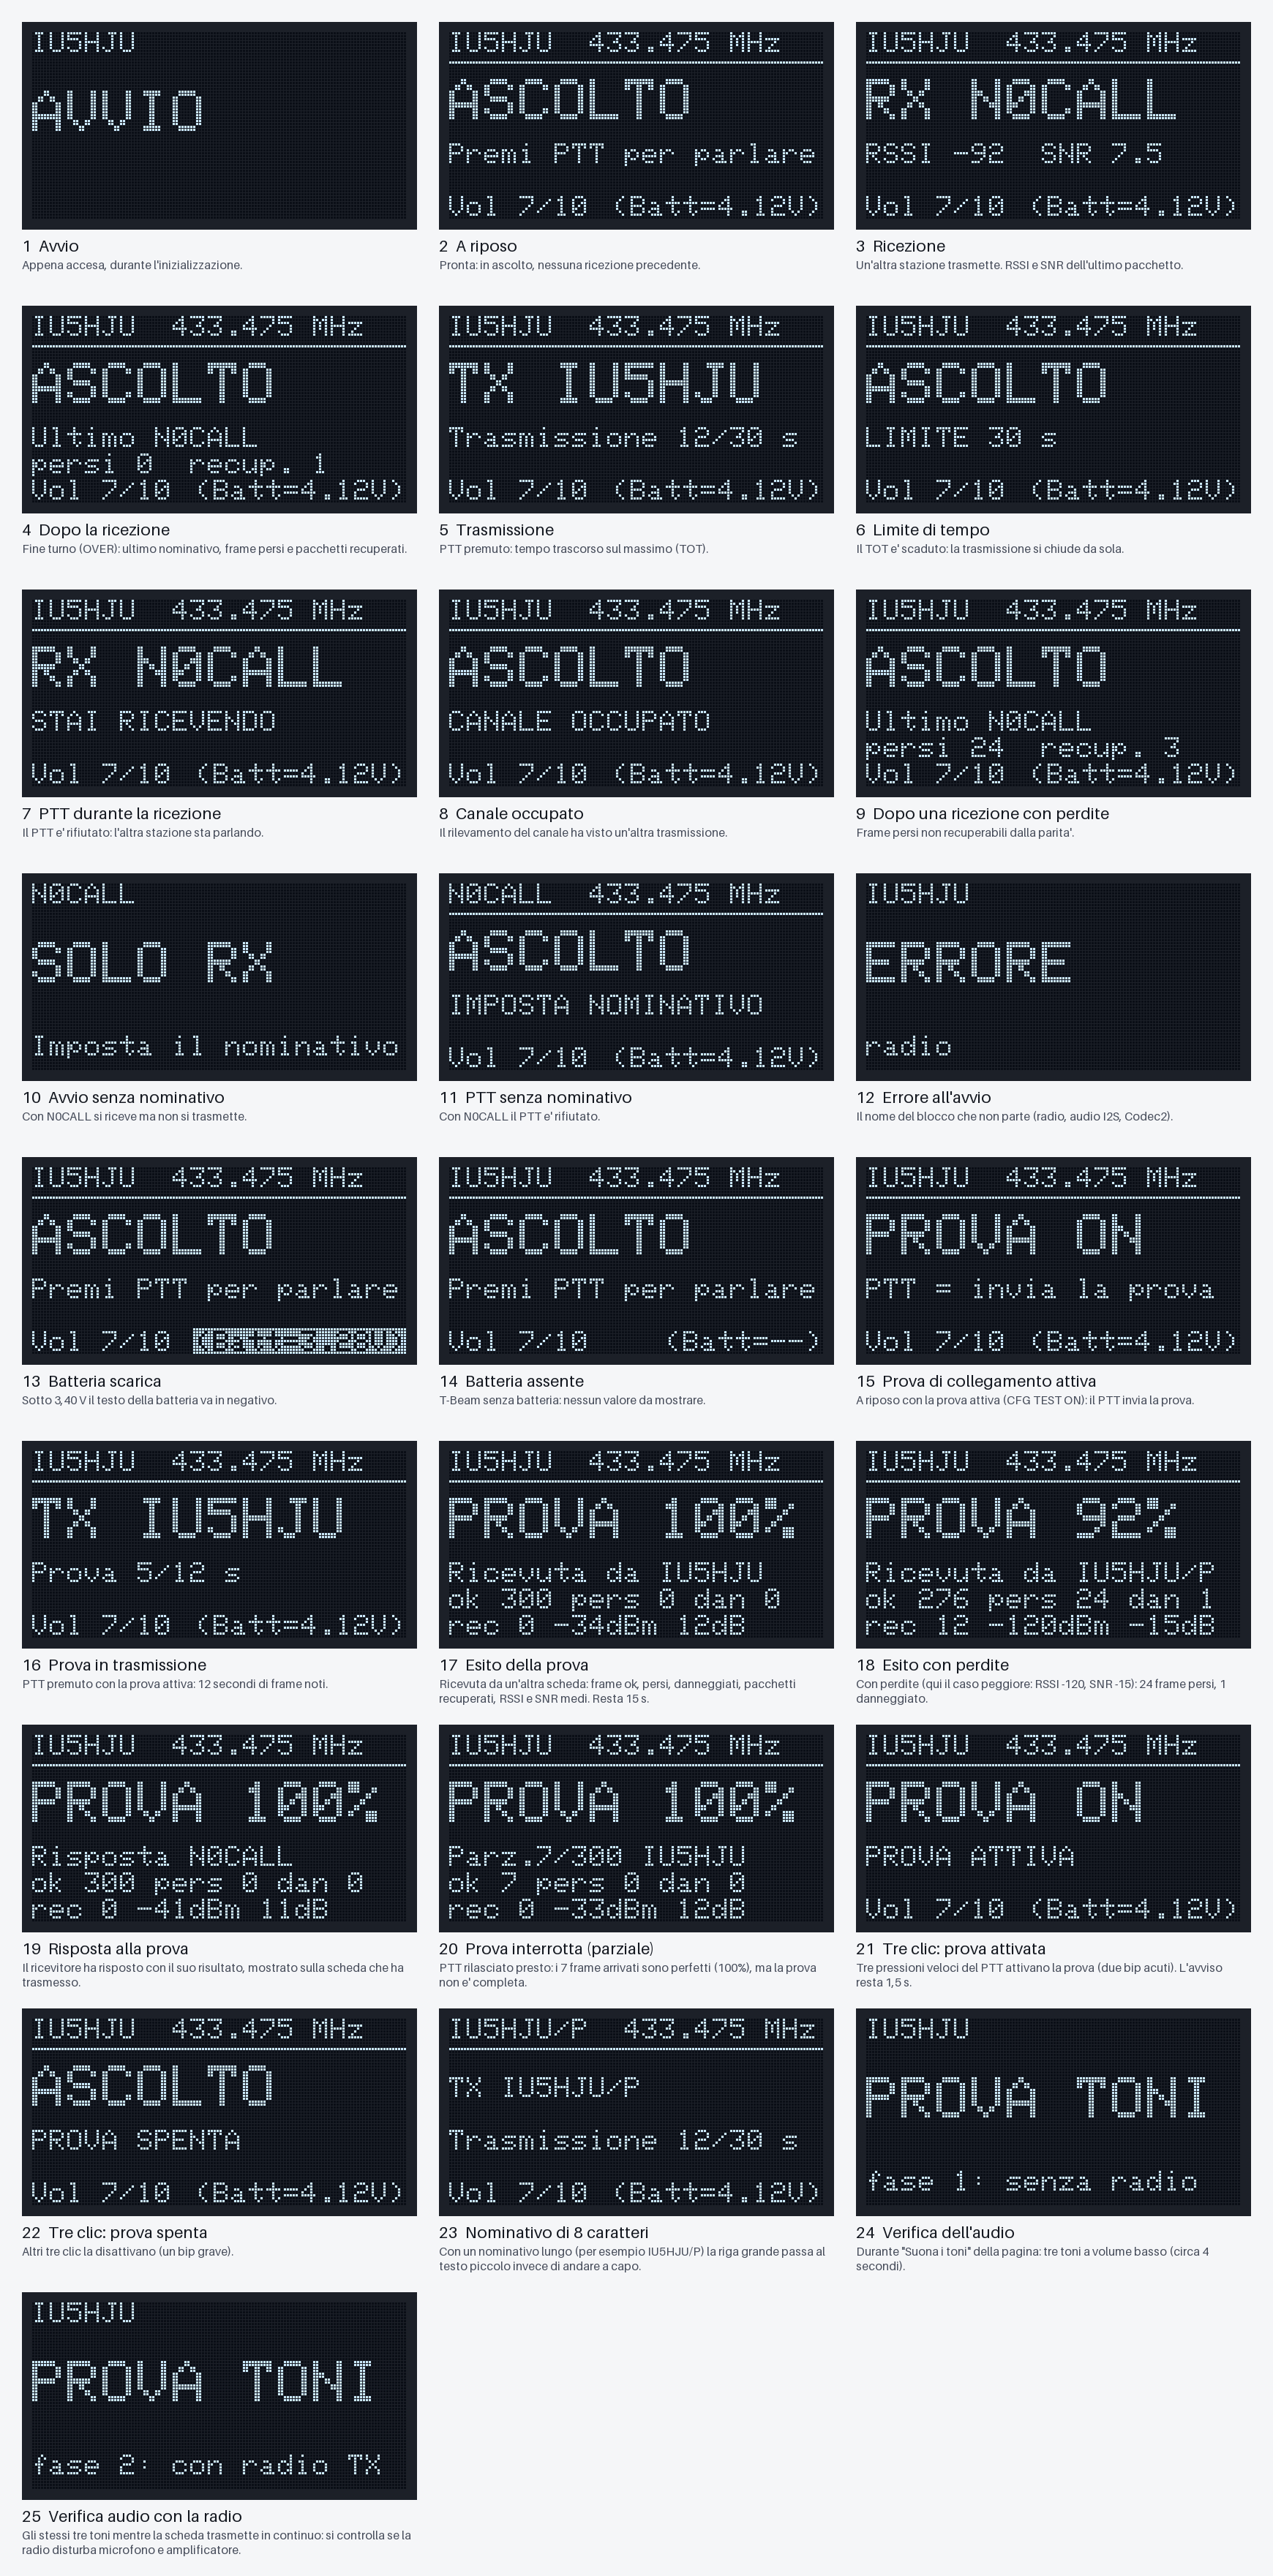 IU5HJU
AVVIO
1 Avvio
Appena accesa, durante l'inizializzazione.
IU5HJU 433.475 MHz
ASCOLTO
Premi PTT per parlare
Vol 7/10 (Batt=4.12V)
2 A riposo
Pronta: in ascolto, nessuna ricezione precedente.
IU5HJU 433.475 MHz
RX N0CALL
RSSI -92 SNR 7.5
Vol 7/10 (Batt=4.12V)
3 Ricezione
Un'altra stazione trasmette. RSSI e SNR dell'ultimo pacchetto.
IU5HJU 433.475 MHz
ASCOLTO
Ultimo N0CALL
persi 0 recup. 1
Vol 7/10 (Batt=4.12V)
4 Dopo la ricezione
Fine turno (OVER): ultimo nominativo, frame persi e pacchetti recuperati.
IU5HJU 433.475 MHz
TX IU5HJU
Trasmissione 12/30 s
Vol 7/10 (Batt=4.12V)
5 Trasmissione
PTT premuto: tempo trascorso sul massimo (TOT).
IU5HJU 433.475 MHz
ASCOLTO
LIMITE 30 s
Vol 7/10 (Batt=4.12V)
6 Limite di tempo
Il TOT e' scaduto: la trasmissione si chiude da sola.
IU5HJU 433.475 MHz
RX N0CALL
STAI RICEVENDO
Vol 7/10 (Batt=4.12V)
7 PTT durante la ricezione
Il PTT e' rifiutato: l'altra stazione sta parlando.
IU5HJU 433.475 MHz
ASCOLTO
CANALE OCCUPATO
Vol 7/10 (Batt=4.12V)
8 Canale occupato
Il rilevamento del canale ha visto un'altra trasmissione.
IU5HJU 433.475 MHz
ASCOLTO
Ultimo N0CALL
persi 24 recup. 3
Vol 7/10 (Batt=4.12V)
9 Dopo una ricezione con perdite
Frame persi non recuperabili dalla parita'.
N0CALL
SOLO RX
Imposta il nominativo
10 Avvio senza nominativo
Con N0CALL si riceve ma non si trasmette.
N0CALL 433.475 MHz
ASCOLTO
IMPOSTA NOMINATIVO
Vol 7/10 (Batt=4.12V)
11 PTT senza nominativo
Con N0CALL il PTT e' rifiutato.
IU5HJU
ERRORE
radio
12 Errore all'avvio
Il nome del blocco che non parte (radio, audio I2S, Codec2).
IU5HJU 433.475 MHz
ASCOLTO
Premi PTT per parlare
Vol 7/10 (Batt=3.28V)
13 Batteria scarica
Sotto 3,40 V il testo della batteria va in negativo.
IU5HJU 433.475 MHz
ASCOLTO
Premi PTT per parlare
Vol 7/10 (Batt=--)
14 Batteria assente
T-Beam senza batteria: nessun valore da mostrare.
IU5HJU 433.475 MHz
PROVA ON
PTT = invia la prova
Vol 7/10 (Batt=4.12V)
15 Prova di collegamento attiva
A riposo con la prova attiva (CFG TEST ON): il PTT invia la prova.
IU5HJU 433.475 MHz
TX IU5HJU
Prova 5/12 s
Vol 7/10 (Batt=4.12V)
16 Prova in trasmissione
PTT premuto con la prova attiva: 12 secondi di frame noti.
IU5HJU 433.475 MHz
PROVA 100%
Ricevuta da IU5HJU
ok 300 pers 0 dan 0
rec 0 -34dBm 12dB
17 Esito della prova
Ricevuta da un'altra scheda: frame ok, persi, danneggiati, pacchetti
recuperati, RSSI e SNR medi. Resta 15 s.
IU5HJU 433.475 MHz
PROVA 92%
Ricevuta da IU5HJU/P
ok 276 pers 24 dan 1
rec 12 -120dBm -15dB
18 Esito con perdite
Con perdite (qui il caso peggiore: RSSI -120, SNR -15): 24 frame persi, 1
danneggiato.
IU5HJU 433.475 MHz
PROVA 100%
Risposta N0CALL
ok 300 pers 0 dan 0
rec 0 -41dBm 11dB
19 Risposta alla prova
Il ricevitore ha risposto con il suo risultato, mostrato sulla scheda che ha
trasmesso.
IU5HJU 433.475 MHz
PROVA 100%
Parz.7/300 IU5HJU
ok 7 pers 0 dan 0
rec 0 -33dBm 12dB
20 Prova interrotta (parziale)
PTT rilasciato presto: i 7 frame arrivati sono perfetti (100%), ma la prova
non e' completa.
IU5HJU 433.475 MHz
PROVA ON
PROVA ATTIVA
Vol 7/10 (Batt=4.12V)
21 Tre clic: prova attivata
Tre pressioni veloci del PTT attivano la prova (due bip acuti). L'avviso
resta 1,5 s.
IU5HJU 433.475 MHz
ASCOLTO
PROVA SPENTA
Vol 7/10 (Batt=4.12V)
22 Tre clic: prova spenta
Altri tre clic la disattivano (un bip grave).
IU5HJU/P 433.475 MHz
TX IU5HJU/P
Trasmissione 12/30 s
Vol 7/10 (Batt=4.12V)
23 Nominativo di 8 caratteri
Con un nominativo lungo (per esempio IU5HJU/P) la riga grande passa al
testo piccolo invece di andare a capo.
IU5HJU
PROVA TONI
fase 1: senza radio
24 Verifica dell'audio
Durante "Suona i toni" della pagina: tre toni a volume basso (circa 4
secondi).
IU5HJU
PROVA TONI
fase 2: con radio TX
25 Verifica audio con la radio
Gli stessi tre toni mentre la scheda trasmette in continuo: si controlla se la
radio disturba microfono e amplificatore.